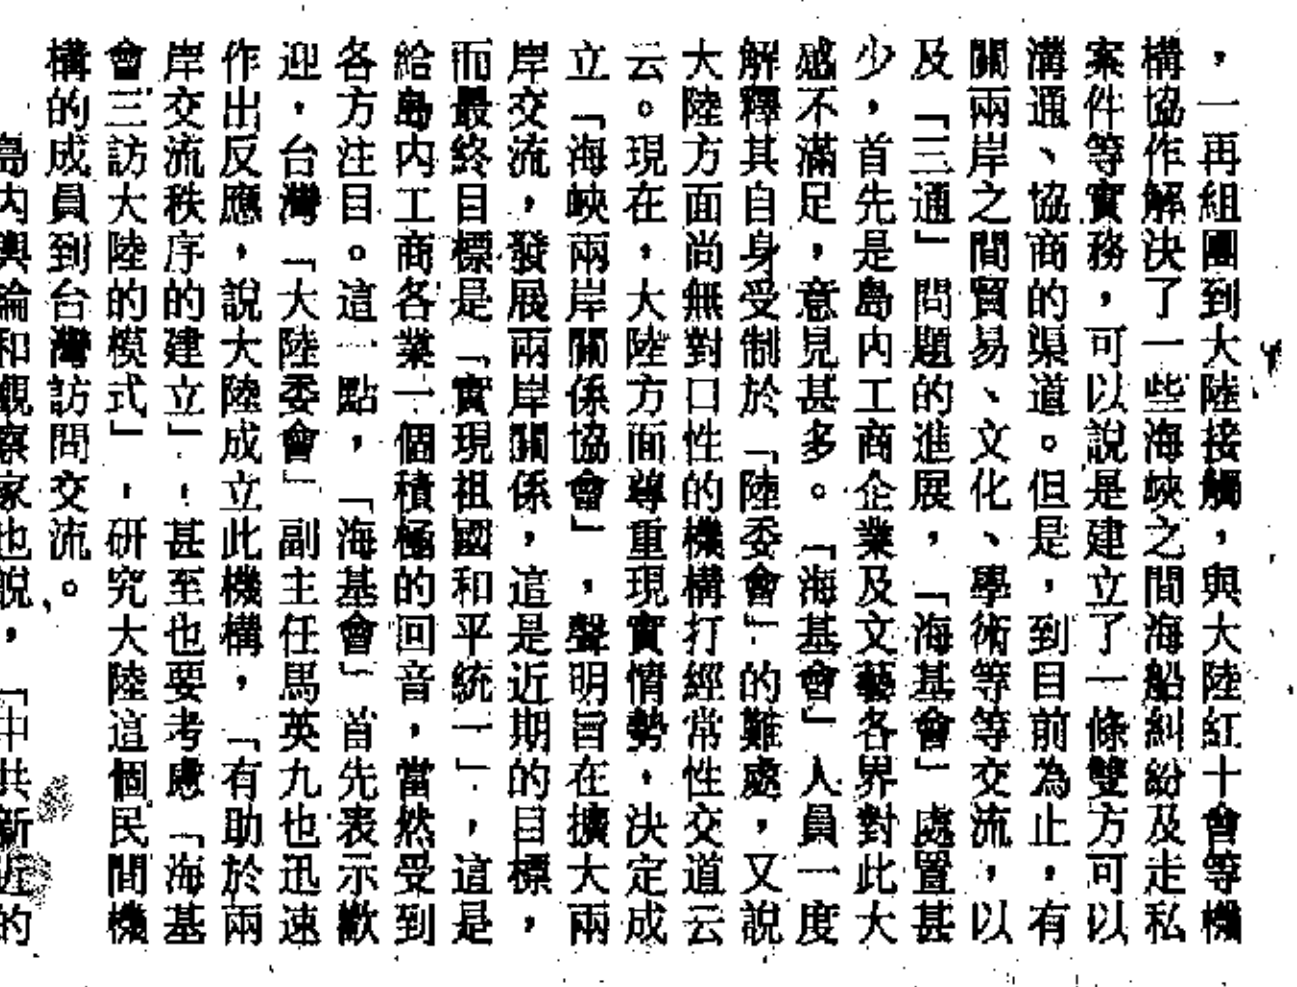 ，一再組團到大陸接觸，與大陸紅十會等機
構協作解決了一些海峽之間海船糾紛及走私
案件等實務，可以說是建立了一條雙方可以
溝通、協商的渠道。但是，到目前為止，有
關兩岸之間貿易、文化、學術等等交流，以
及「三通」問題的進展，「海基會」處置甚
少，首先是島内工商企業及文藝各界對此大
感不滿足，意見甚多。「海基會」人員一度
解釋其自身受制於「陸委會」的難處，又說
大陸方面尚無對口性的機構打經常性交道云
云。現在，大陸方面尊重現實情勢，決定成
立「海峽兩岸關係協會」，聲明旨在擴大兩
岸交流，發展兩岸關係，這是近期的目標，
而最終目標是「實現祖國和平統一」，這是
給島内工商各業一個積極的回音，當然受到
各方注目。這一點，「海基會」首先表示歡
迎，台灣「大陸委會」副主任馬英九也迅速
作出反應，說大陸成立此機構，「有助於兩
岸交流秩序的建立」；甚至也要考慮「海基
會三訪大陸的模式」，研究大陸這個民間機
構的成員到台灣訪問交流。
島内輿論和觀察家也說，「中共新近的